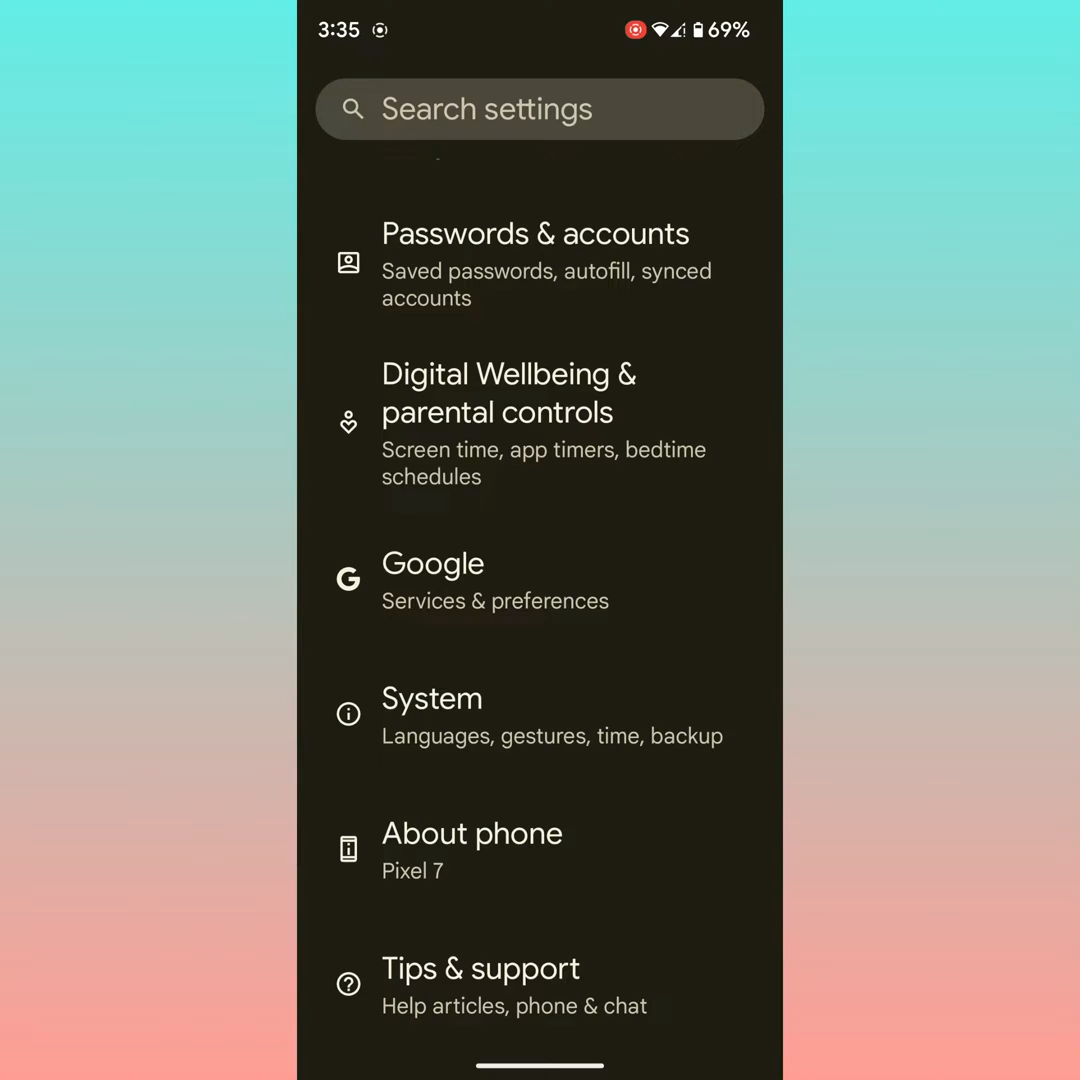 3:35
69%
Search settings
Passwords & accounts
Saved passwords, autofill, synced
accounts
Digital Wellbeing &
parental controls
Screen time, app timers, bedtime
schedules
Google
Services & preferences
System
Languages, gestures, time, backup
About phone
Pixel 7
Tips & support
Help articles, phone & chat